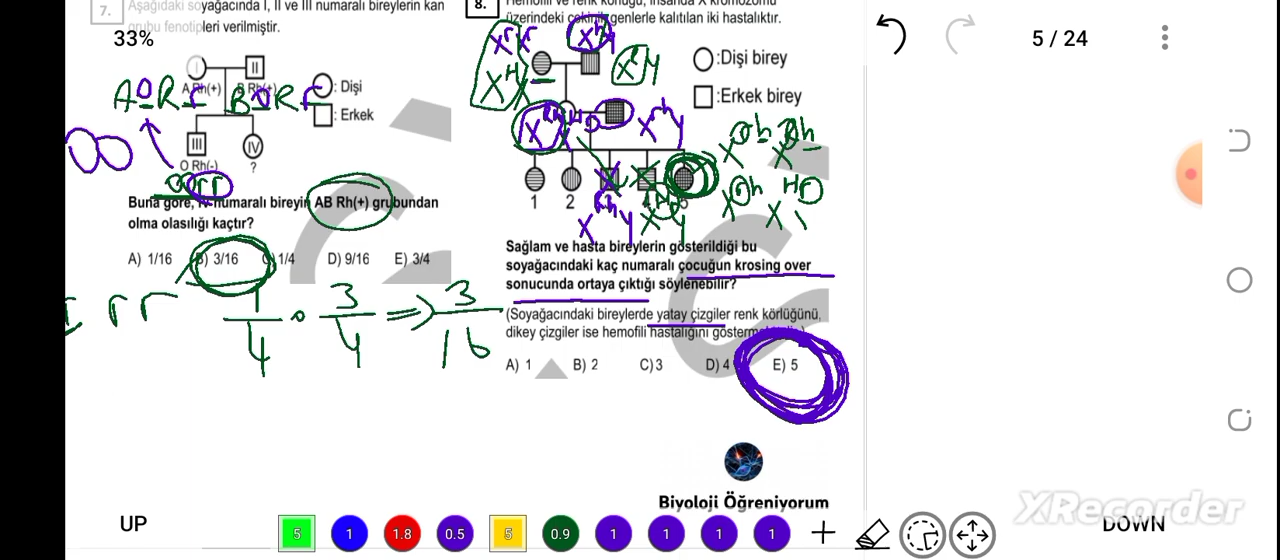 7.
Aşağıdaki soyağacında I, II ve III numaralı bireylerin kan
grubu fenotipleri verilmiştir.
33%
I
II
A Rh(+)
B Rh(+)
: Dişi
: Erkek
III
IV
O Rh(-)
?
Buna göre, IV numaralı bireyin AB Rh(+) grubundan
olma olasılığı kaçtır?
A) 1/16
B) 3/16
C) 1/4
D) 9/16
E) 3/4
1/4 . 3/4 => 3/16
8.
Hemofili ve renk körlüğü, insanda X kromozomu
üzerindeki çekinik genlerle kalıtılan iki hastalıktır.
:Dişi birey
:Erkek birey
1
2
Sağlam ve hasta bireylerin gösterildiği bu
soyağacındaki kaç numaralı çocuğun krosing over
sonucunda ortaya çıktığı söylenebilir?
(Soyağacındaki bireylerde yatay çizgiler renk körlüğünü,
dikey çizgiler ise hemofili hastalığını göstermektedir.)
A) 1
B) 2
C) 3
D) 4
E) 5
Biyoloji Öğreniyorum
5 / 24
UP
5
1
1.8
0.5
5
0.9
1
1
1
1
XRecorder
DOWN